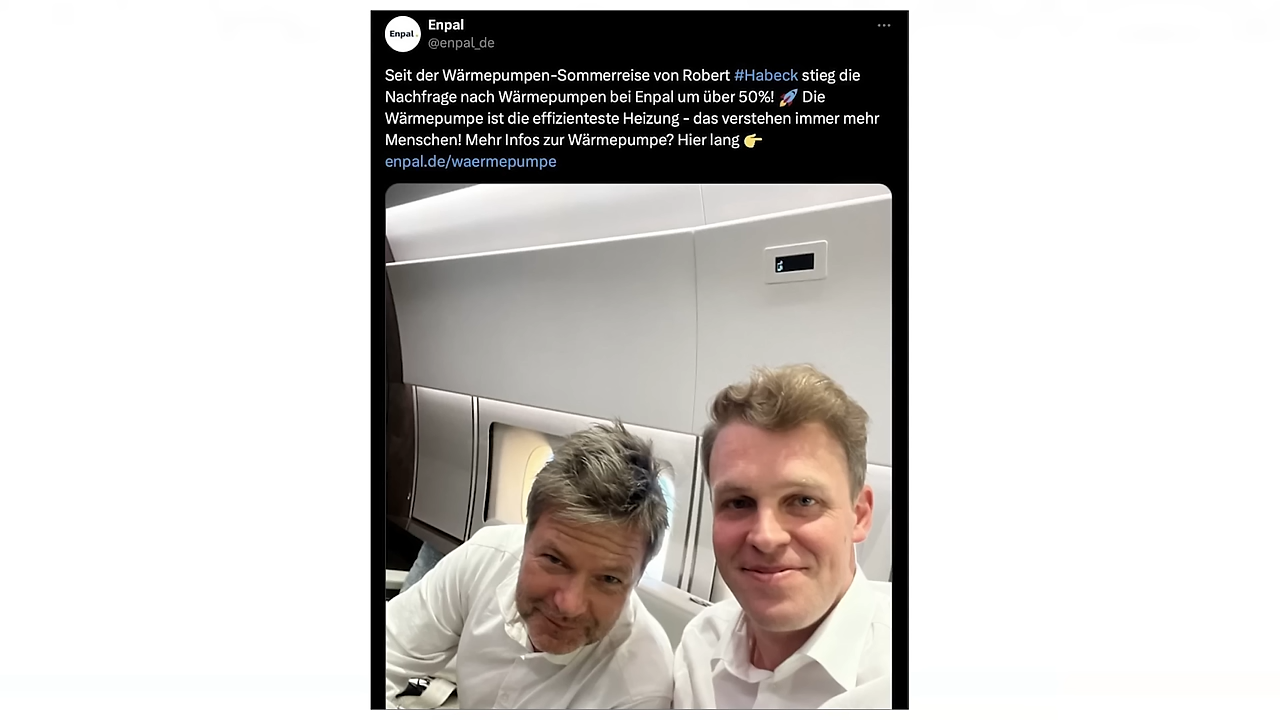 Enpal.
Enpal
@enpal_de
Seit der Wärmepumpen-Sommerreise von Robert #Habeck stieg die
Nachfrage nach Wärmepumpen bei Enpal um über 50%! 🚀 Die
Wärmepumpe ist die effizienteste Heizung - das verstehen immer mehr
Menschen! Mehr Infos zur Wärmepumpe? Hier lang 👉
enpal.de/waermepumpe